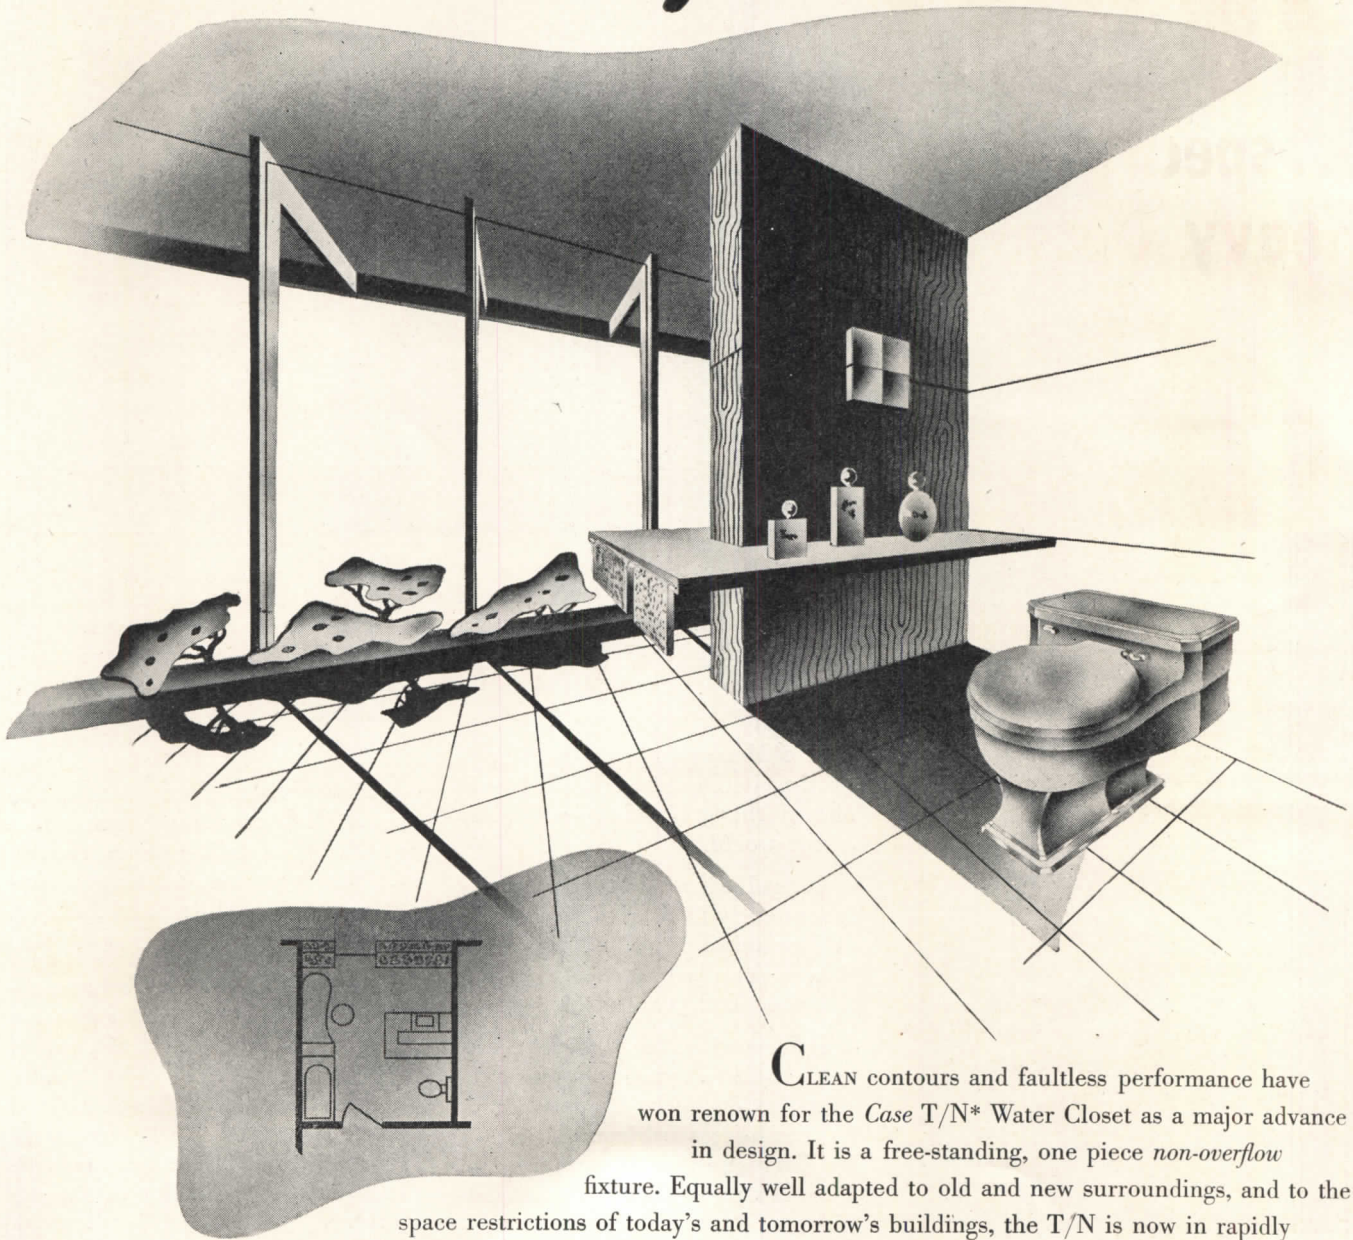 CLEAN contours and faultless performance have
won renown for the Case T/N* Water Closet as a major advance
in design. It is a free-standing, one piece non-overflow
fixture. Equally well adapted to old and new surroundings, and to the
space restrictions of today's and tomorrow's buildings, the T/N is now in rapidly